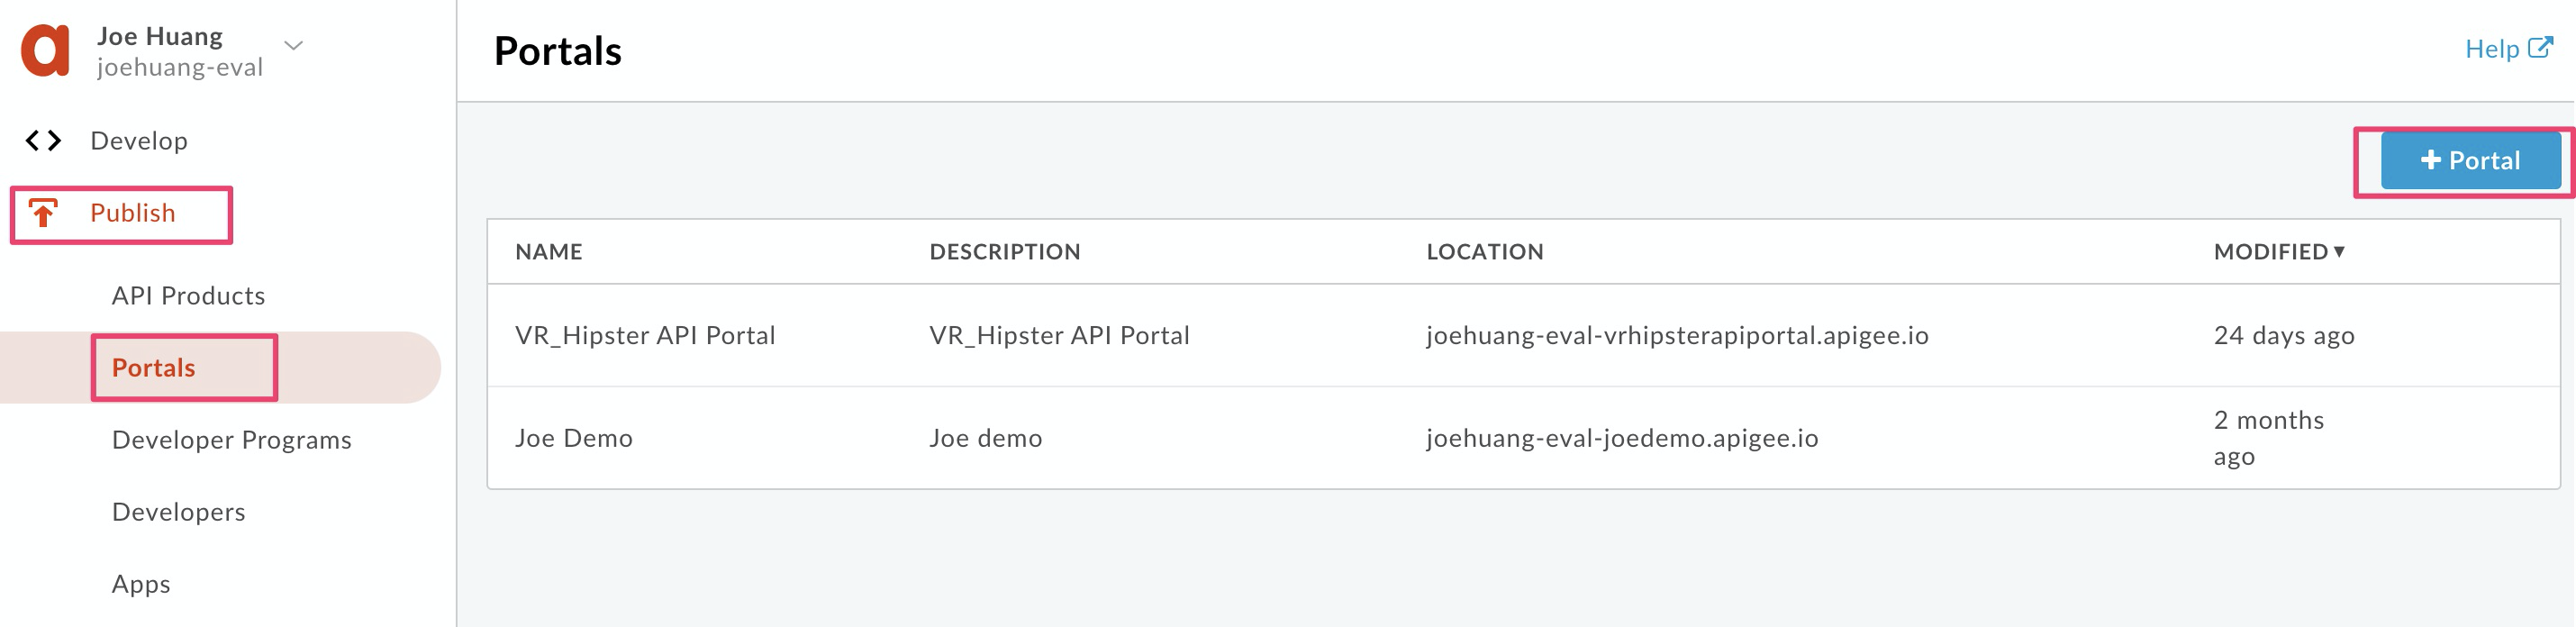 Joe Huang
joehuang-eval
Develop
Publish
API Products
Portals
Developer Programs
Developers
Apps
Portals
Help
+ Portal
NAME DESCRIPTION LOCATION MODIFIED▼
VR_Hipster API Portal VR_Hipster API Portal joehuang-eval-vrhipsterapiportal.apigee.io 24 days ago
Joe Demo Joe demo joehuang-eval-joedemo.apigee.io 2 months
ago